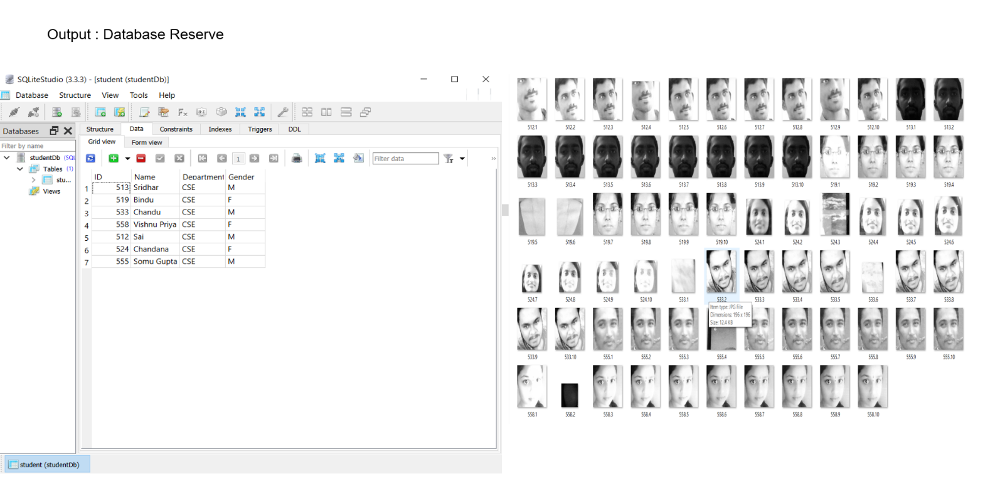 Output : Database Reserve
SQLiteStudio (3.3.3) - [student (studentDb)]
Database Structure View Tools Help
Databases
Structure Data Constraints Indexes Triggers DDL
Filter by name
Grid view Form view
studentDb (SQL
Tables (1)
stu...
Views
1 Filter data
ID Name Department Gender
1 513 Sridhar CSE M
2 519 Bindu CSE F
3 533 Chandu CSE M
4 558 Vishnu Priya CSE F
5 512 Sai CSE M
6 524 Chandana CSE F
7 555 Somu Gupta CSE M
student (studentDb)
512.1 512.2 512.3 512.4 512.5 512.6 512.7 512.8 512.9 512.10 513.1 513.2
513.3 513.4 513.5 513.6 513.7 513.8 513.9 513.10 519.1 519.2 519.3 519.4
519.5 519.6 519.7 519.8 519.9 519.10 524.1 524.2 524.3 524.4 524.5 524.6
524.7 524.8 524.9 524.10 533.1 533.2 533.3 533.4 533.5 533.6 533.7 533.8
Item type: JPG File
Dimensions: 196 x 196
Size: 12.4 KB
533.9 533.10 555.1 555.2 555.3 555.4 555.5 555.6 555.7 555.8 555.9 555.10
558.1 558.2 558.3 558.4 558.5 558.6 558.7 558.8 558.9 558.10